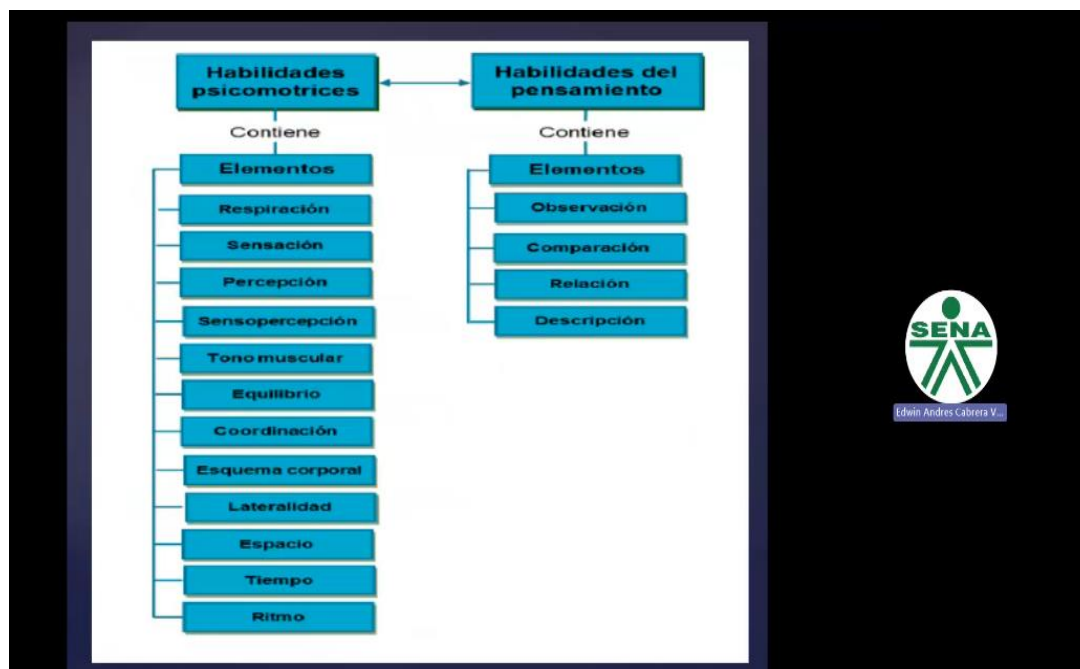 Habilidades
psicomotrices
Contiene
Elementos
Respiración
Sensación
Percepción
Sensopercepción
Tono muscular
Equilibrio
Coordinación
Esquema corporal
Lateralidad
Espacio
Tiempo
Ritmo
Habilidades del
pensamiento
Contiene
Elementos
Observación
Comparación
Relación
Descripción
SENA
Edwin Andres Cabrera V...